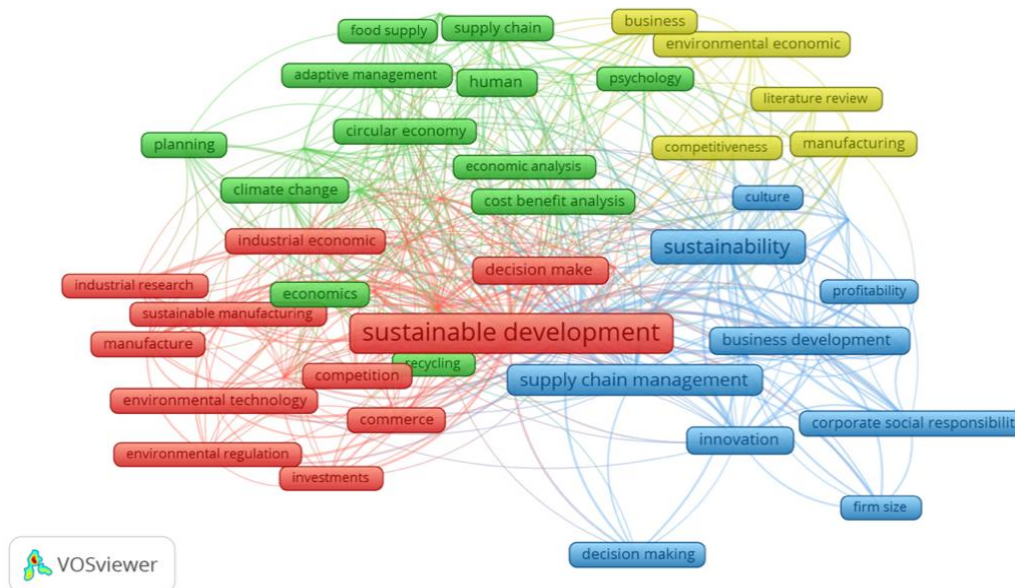 business
food supply
supply chain
environmental economic
adaptive management
human
psychology
literature review
circular economy
planning
competitiveness
manufacturing
economic analysis
climate change
cost benefit analysis
culture
industrial economic
sustainability
decision make
industrial research
economics
profitability
sustainable manufacturing
sustainable development
manufacture
business development
recycling
competition
supply chain management
environmental technology
commerce
corporate social responsibilit
innovation
environmental regulation
investments
firm size
decision making
VOSviewer